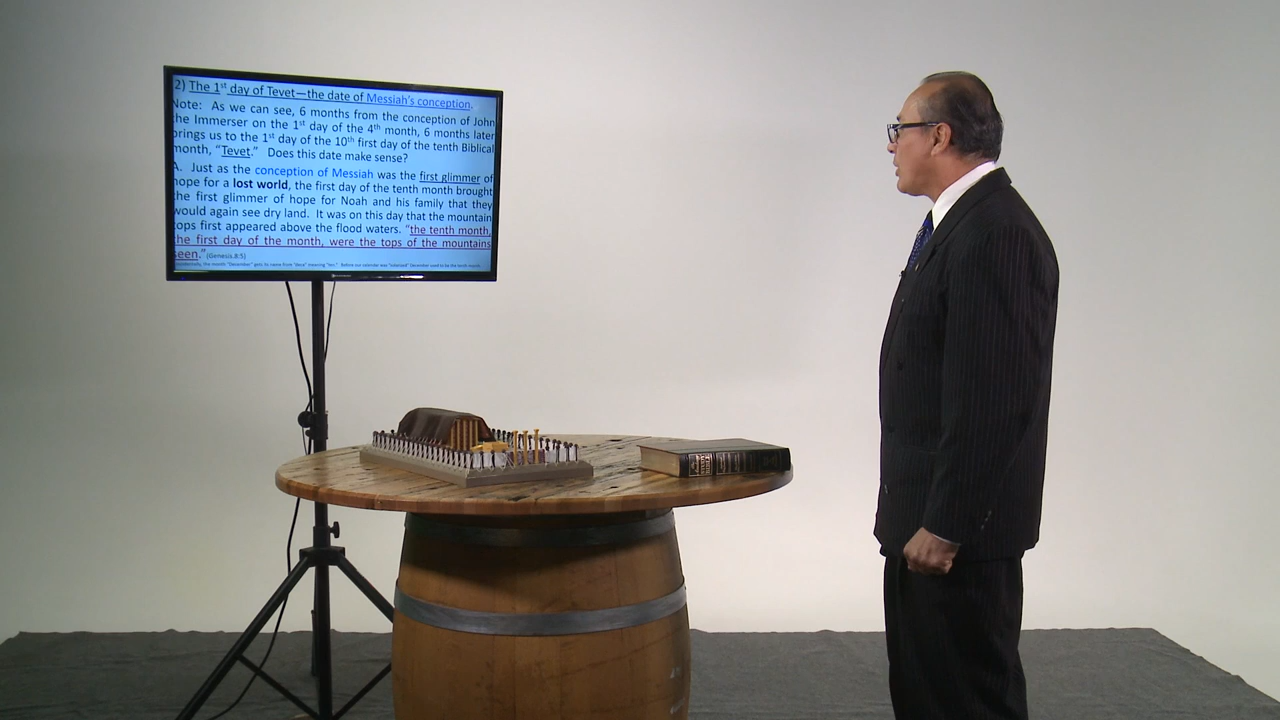 2) The 1st day of Tevet—the date of Messiah's conception.
Note: As we can see, 6 months from the conception of John
the Immerser on the 1st day of the 4th month, 6 months later
brings us to the 1st day of the 10th first day of the tenth Biblical
month, "Tevet." Does this date make sense?
A. Just as the conception of Messiah was the first glimmer of
hope for a lost world, the first day of the tenth month brought
the first glimmer of hope for Noah and his family that they
would again see dry land. It was on this day that the mountain
tops first appeared above the flood waters. "the tenth month,
the first day of the month, were the tops of the mountains
seen." (Genesis.8:5)
STUDY
BIBLE